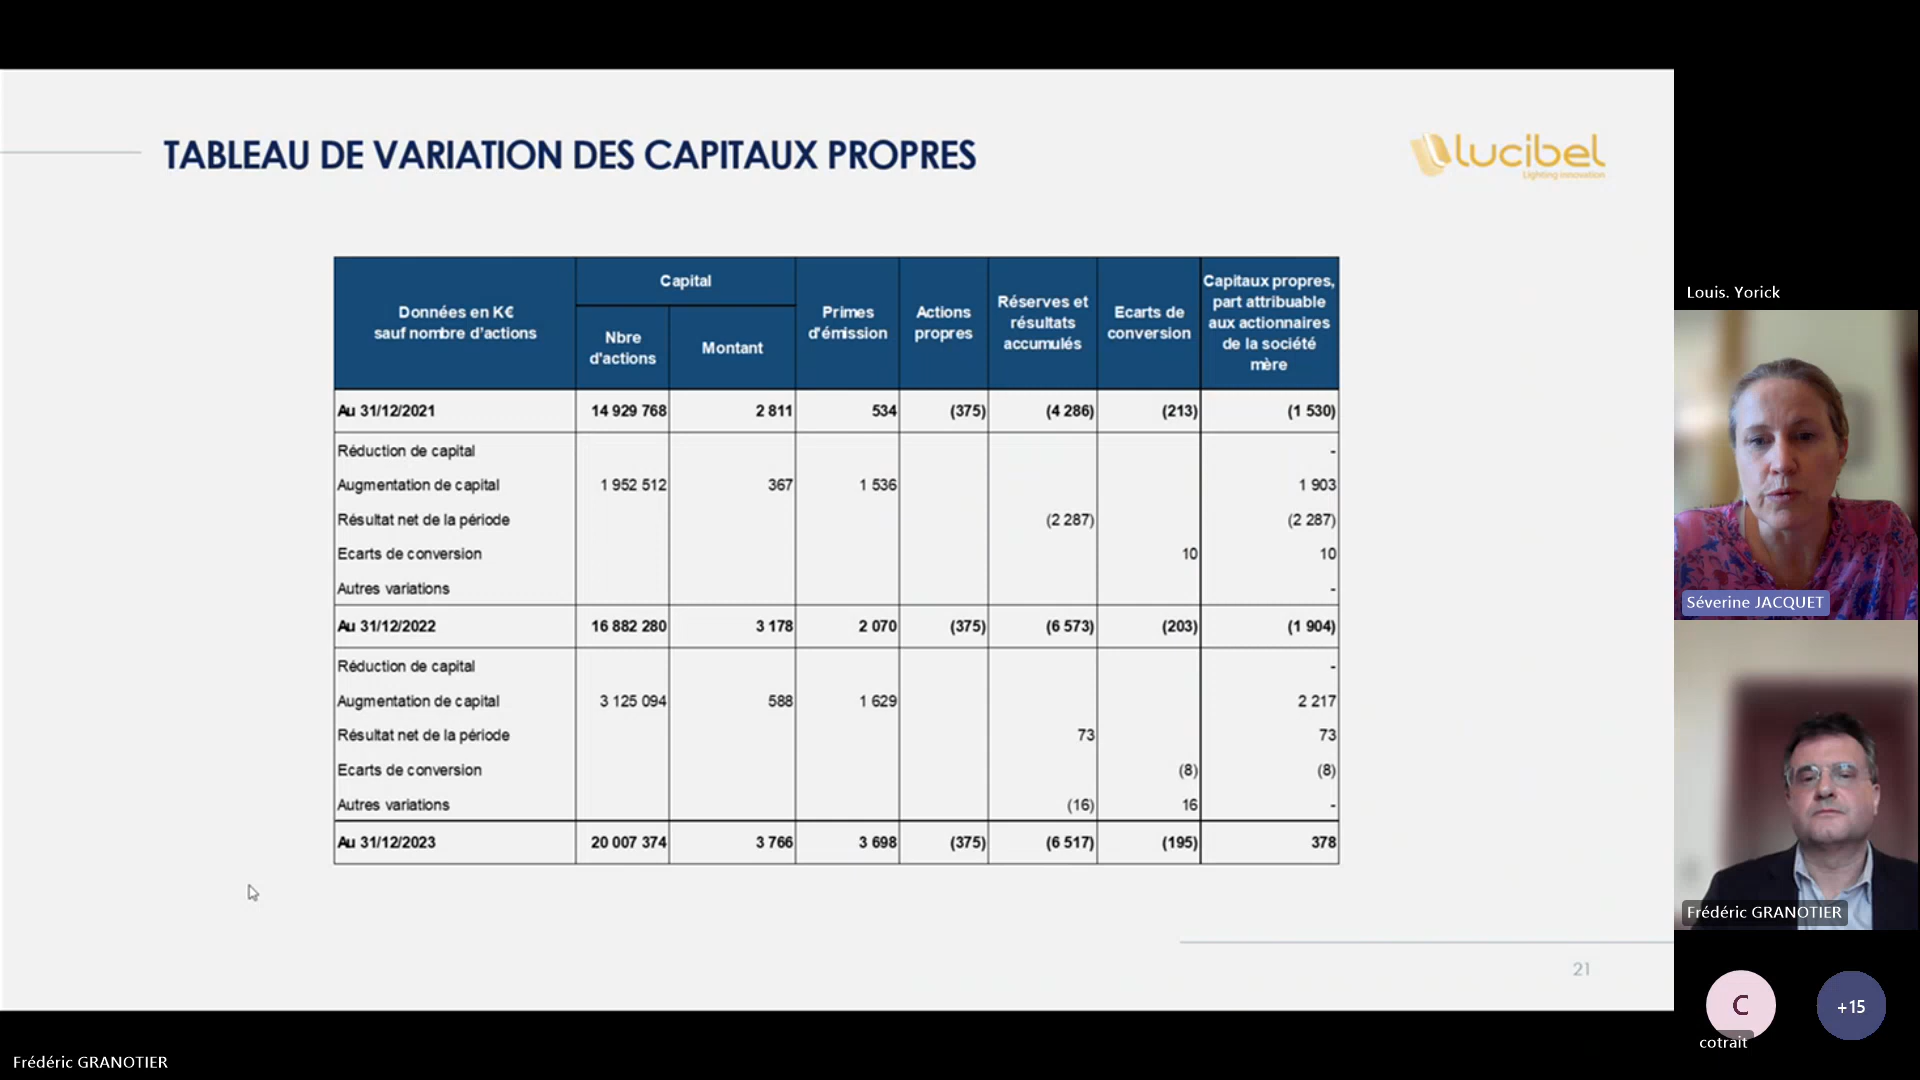 TABLEAU DE VARIATION DES CAPITAUX PROPRES
lucibel
Lighting innovation
Données en K€
sauf nombre d'actions
Capital
Nbre
d'actions
Montant
Primes
d'émission
Actions
propres
Réserves et
résultats
accumulés
Ecarts de
conversion
Capitaux propres,
part attribuable
aux actionnaires
de la société
mère
Au 31/12/2021 14 929 768 2 811 534 (375) (4 286) (213) (1 530)
Réduction de capital -
Augmentation de capital 1 952 512 367 1 536 1 903
Résultat net de la période (2 287) (2 287)
Ecarts de conversion 10 10
Autres variations -
Au 31/12/2022 16 882 280 3 178 2 070 (375) (6 573) (203) (1 904)
Réduction de capital -
Augmentation de capital 3 125 094 588 1 629 2 217
Résultat net de la période 73 73
Ecarts de conversion (8) (8)
Autres variations (16) 16 -
Au 31/12/2023 20 007 374 3 766 3 698 (375) (6 517) (195) 378
21
Louis. Yorick
Séverine JACQUET
Frédéric GRANOTIER
C
+15
cotrait
Frédéric GRANOTIER